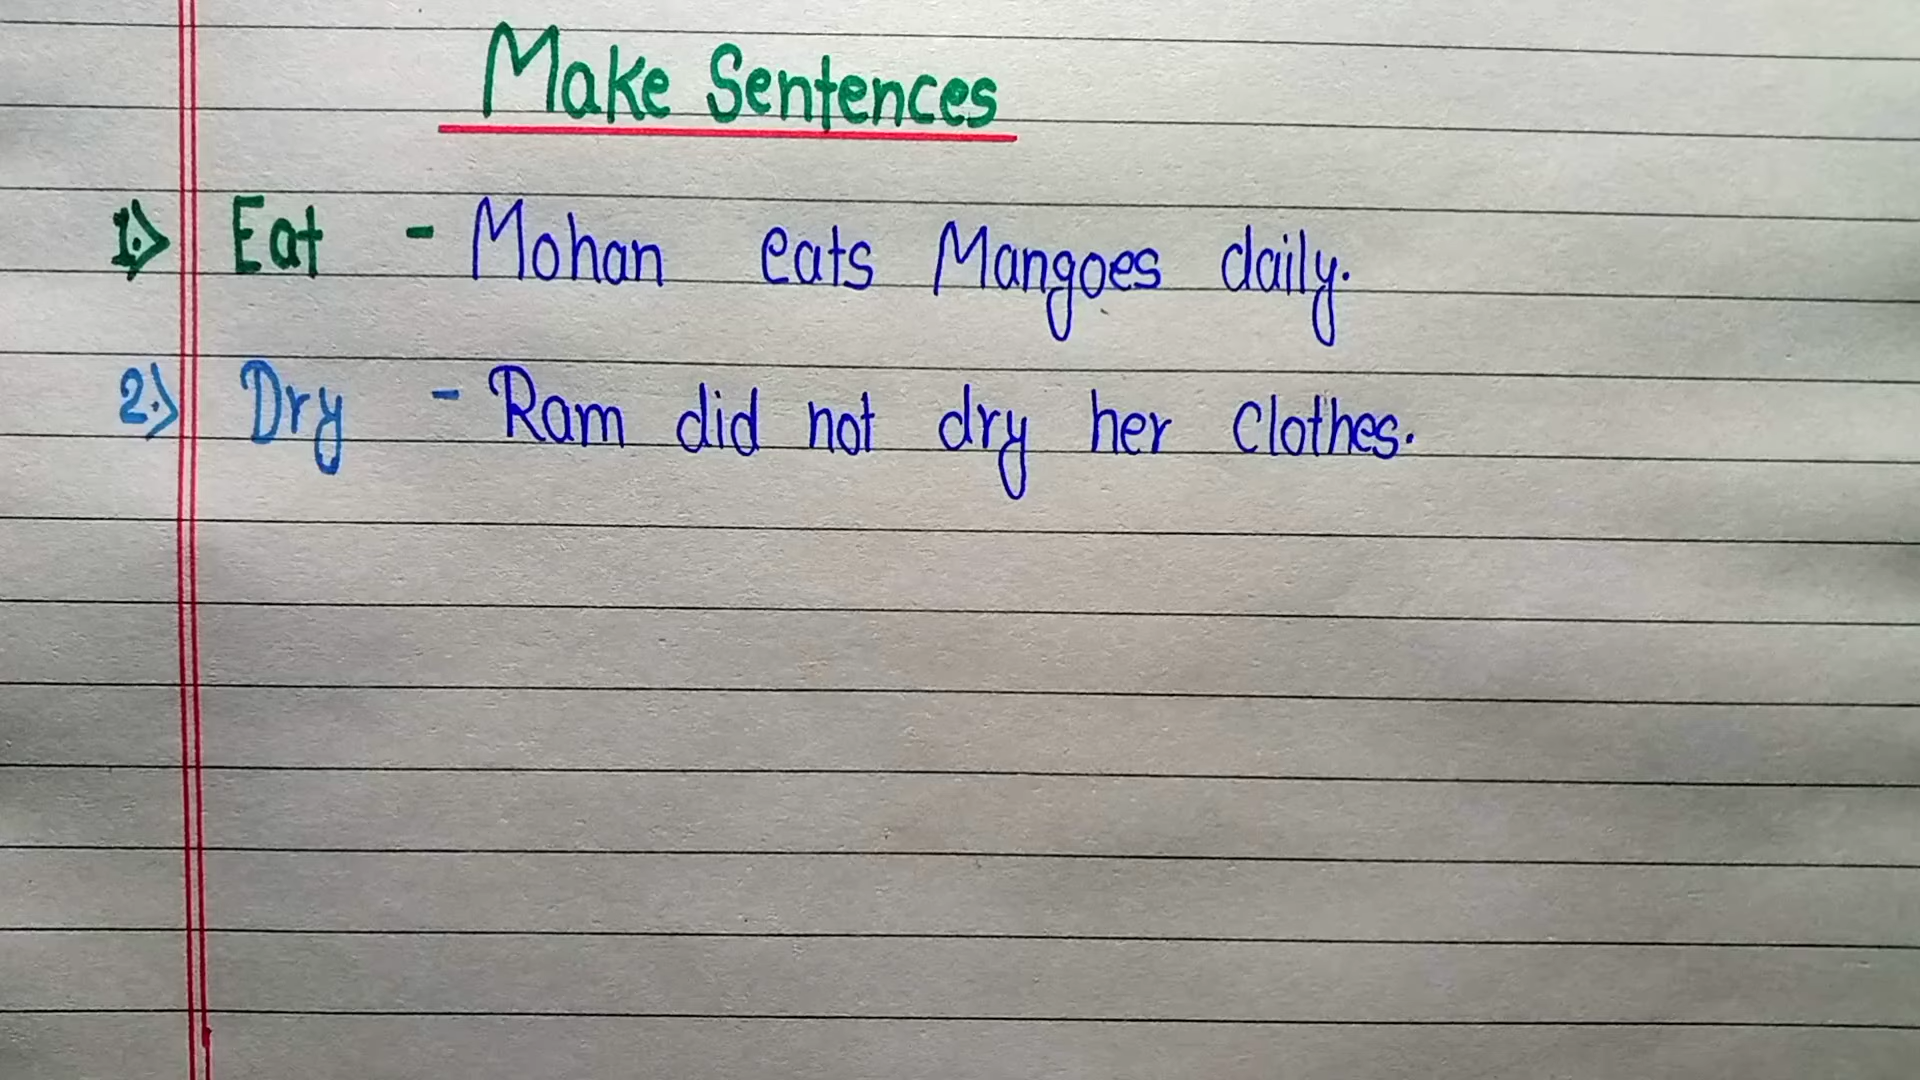 Make Sentences
1.) Eat - Mohan eats Mangoes daily.
2.) Dry - Ram did not dry her Clothes.